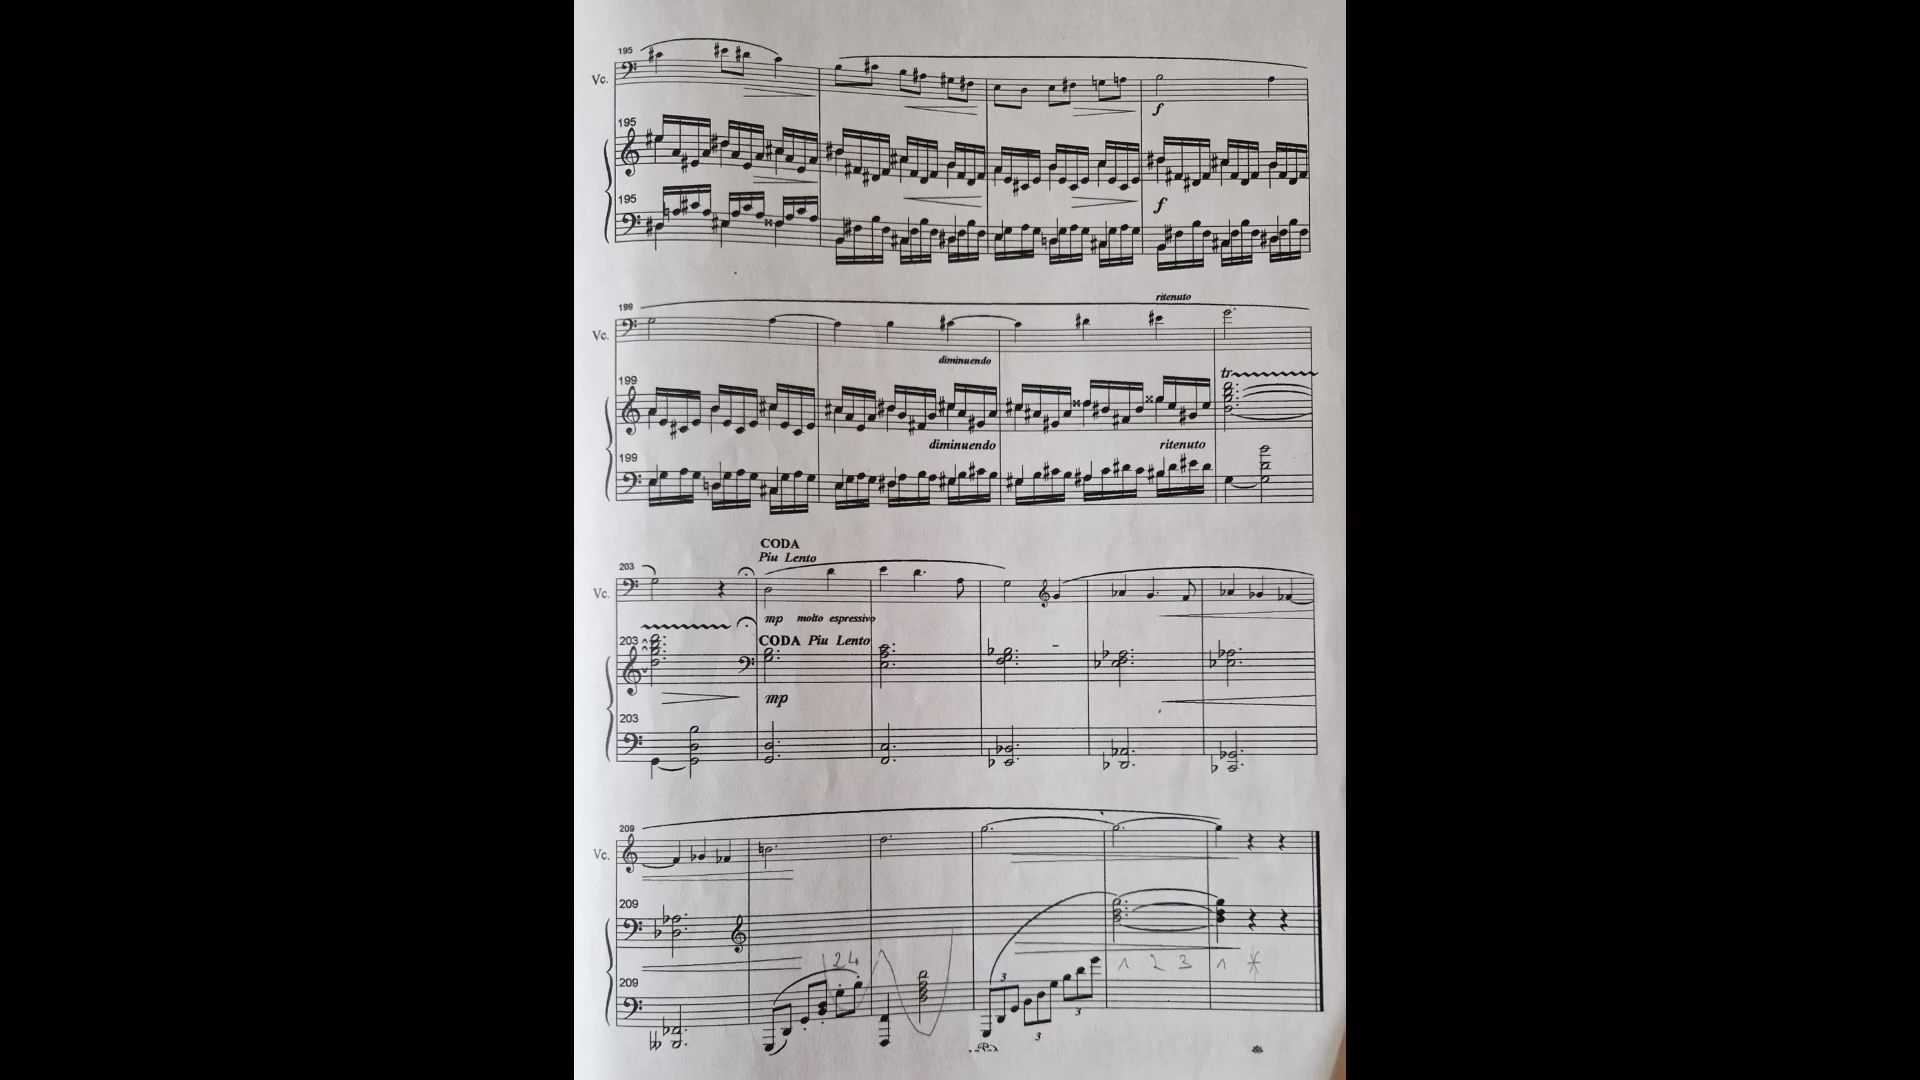 195
Vc.
195
f
195
f
199
ritenuto
Vc.
diminuendo
199
tr
diminuendo ritenuto
199
CODA
Piu Lento
203
Vc.
mp molto espressivo
203 CODA Piu Lento
mp
203
209
Vc.
209
2 4 1 2 3 1
209
3
3
3